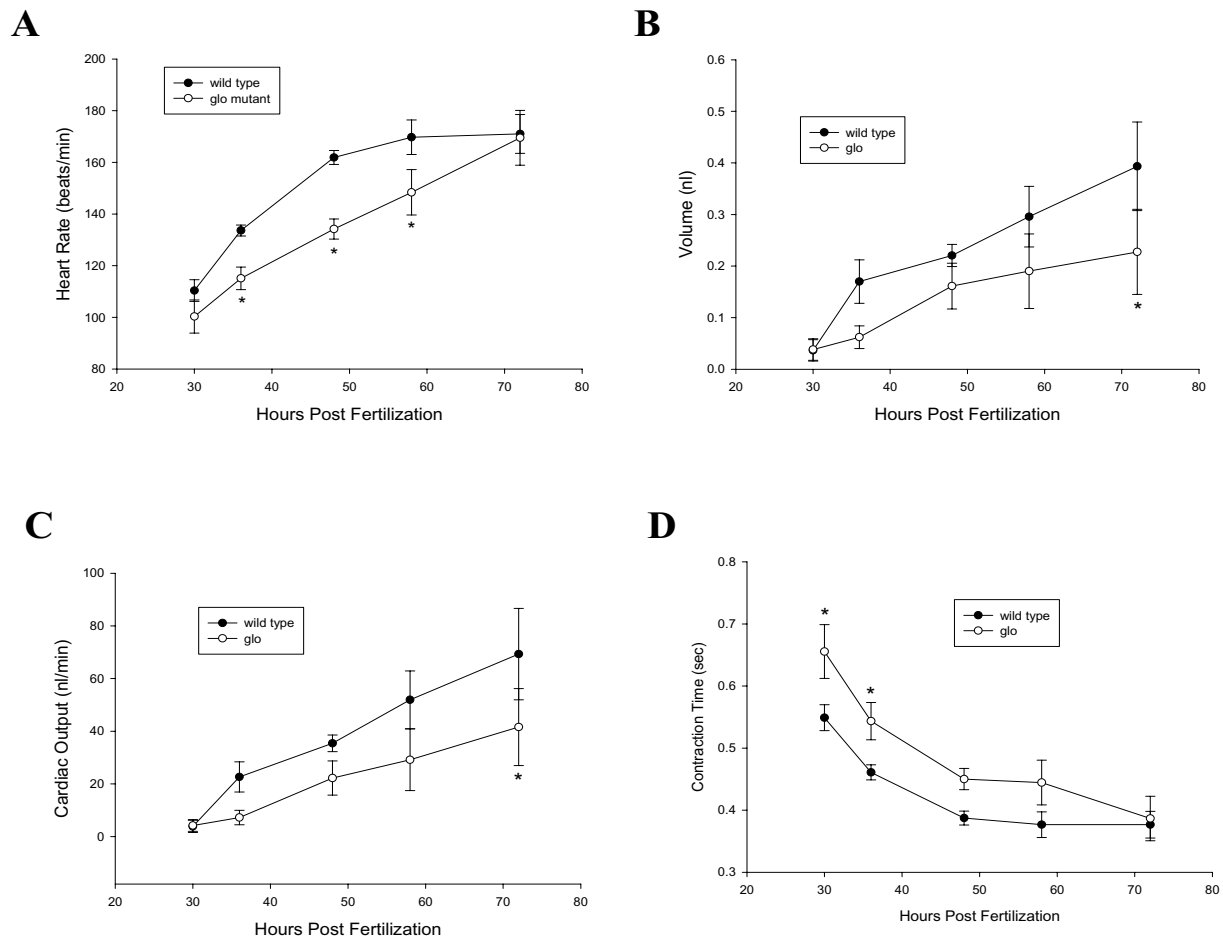 A
200
180
160
140
120
100
80
20 30 40 50 60 70 80
Heart Rate (beats/min)
Hours Post Fertilization
wild type
glo mutant
*
*
*
B
0.6
0.5
0.4
0.3
0.2
0.1
0.0
20 30 40 50 60 70 80
Volume (nl)
Hours Post Fertilization
wild type
glo
*
C
100
80
60
40
20
0
20 30 40 50 60 70 80
Cardiac Output (nl/min)
Hours Post Fertilization
wild type
glo
*
D
0.8
0.7
0.6
0.5
0.4
0.3
20 30 40 50 60 70 80
Contraction Time (sec)
Hours Post Fertilization
wild type
glo
*
*